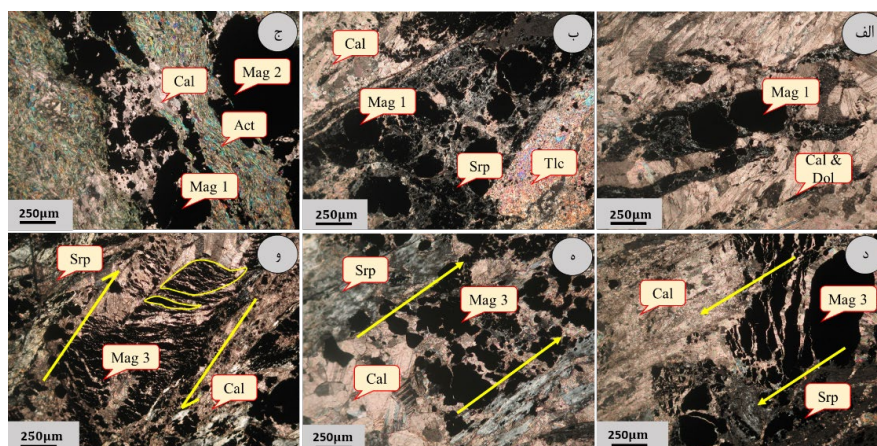 الف
Mag 1
Cal & Dol
250µm
ب
Cal
Mag 1
Srp
Tlc
250µm
ج
Cal
Mag 2
Act
Mag 1
250µm
د
Cal
Mag 3
Srp
250µm
ه
Srp
Mag 3
Cal
250µm
و
Srp
Mag 3
Cal
250µm